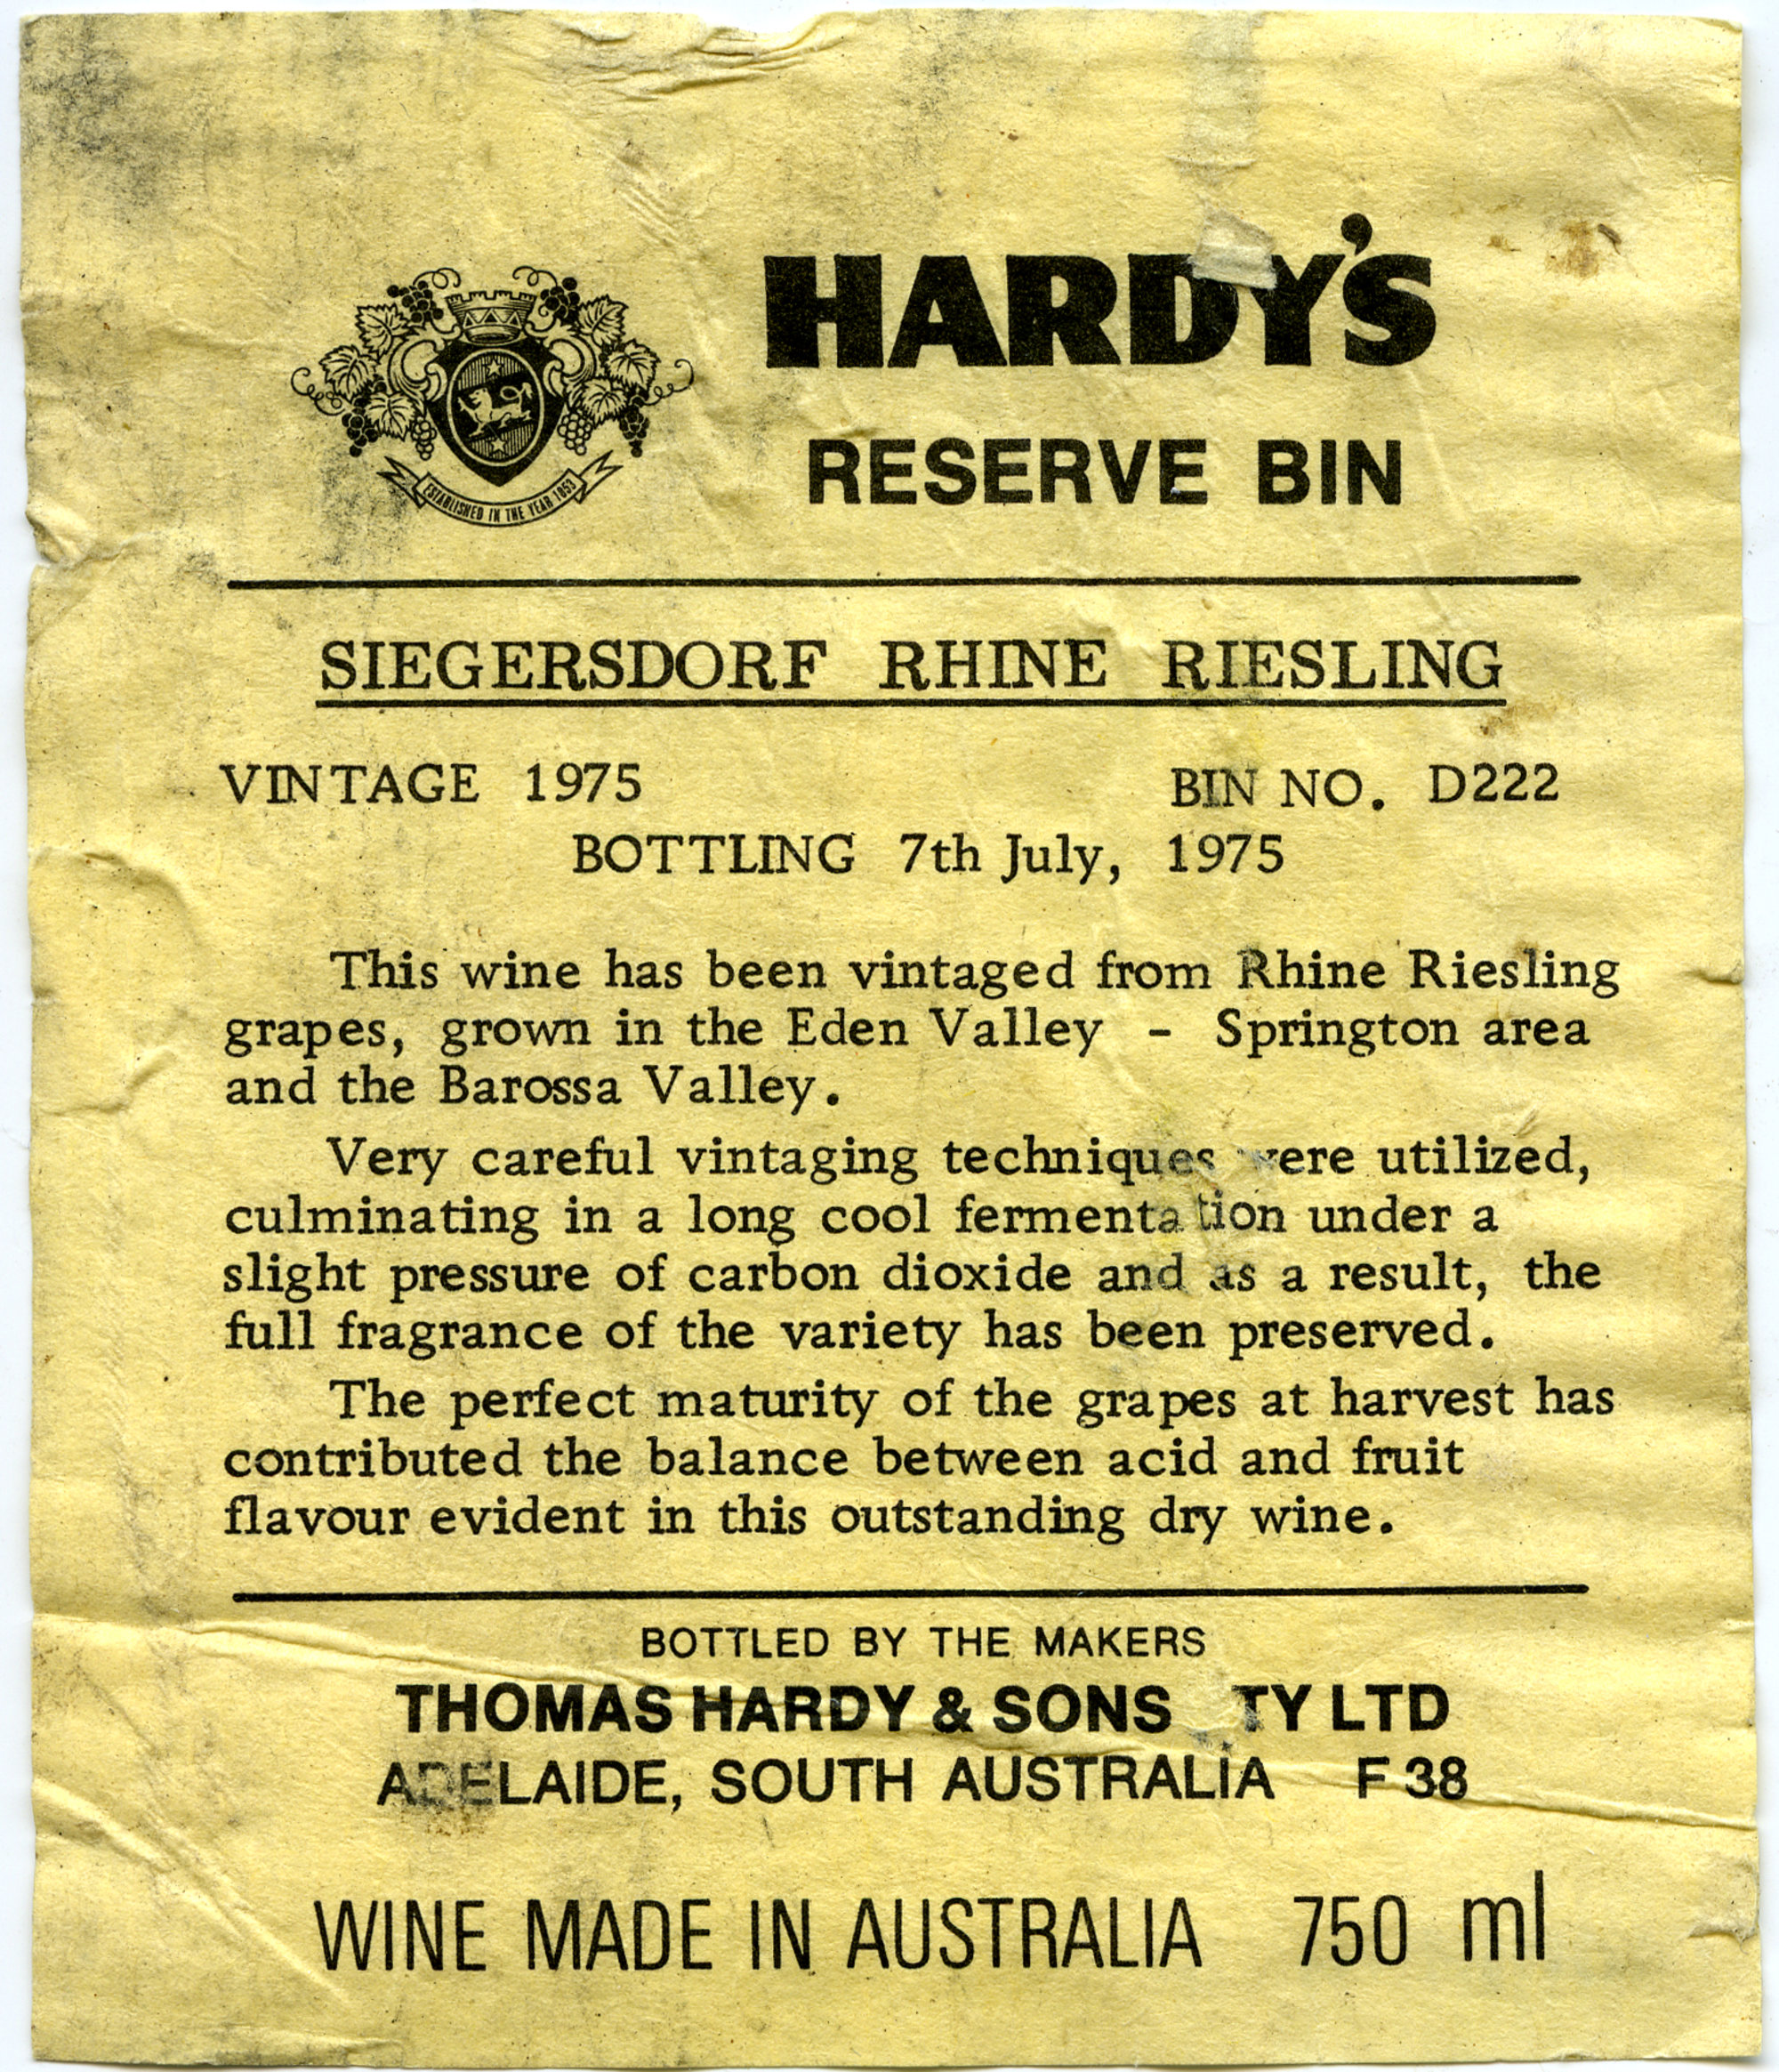 HARDY'S
RESERVE BIN
ESTABLISHED IN THE YEAR 1853
SIEGERSDORF RHINE RIESLING
VINTAGE 1975 BIN NO. D222
BOTTLING 7th July, 1975
This wine has been vintaged from Rhine Riesling
grapes, grown in the Eden Valley - Springton area
and the Barossa Valley.
Very careful vintaging techniques were utilized,
culminating in a long cool fermentation under a
slight pressure of carbon dioxide and as a result, the
full fragrance of the variety has been preserved.
The perfect maturity of the grapes at harvest has
contributed the balance between acid and fruit
flavour evident in this outstanding dry wine.
BOTTLED BY THE MAKERS
THOMAS HARDY & SONS TY LTD
ADELAIDE, SOUTH AUSTRALIA F 38
WINE MADE IN AUSTRALIA 750 ml